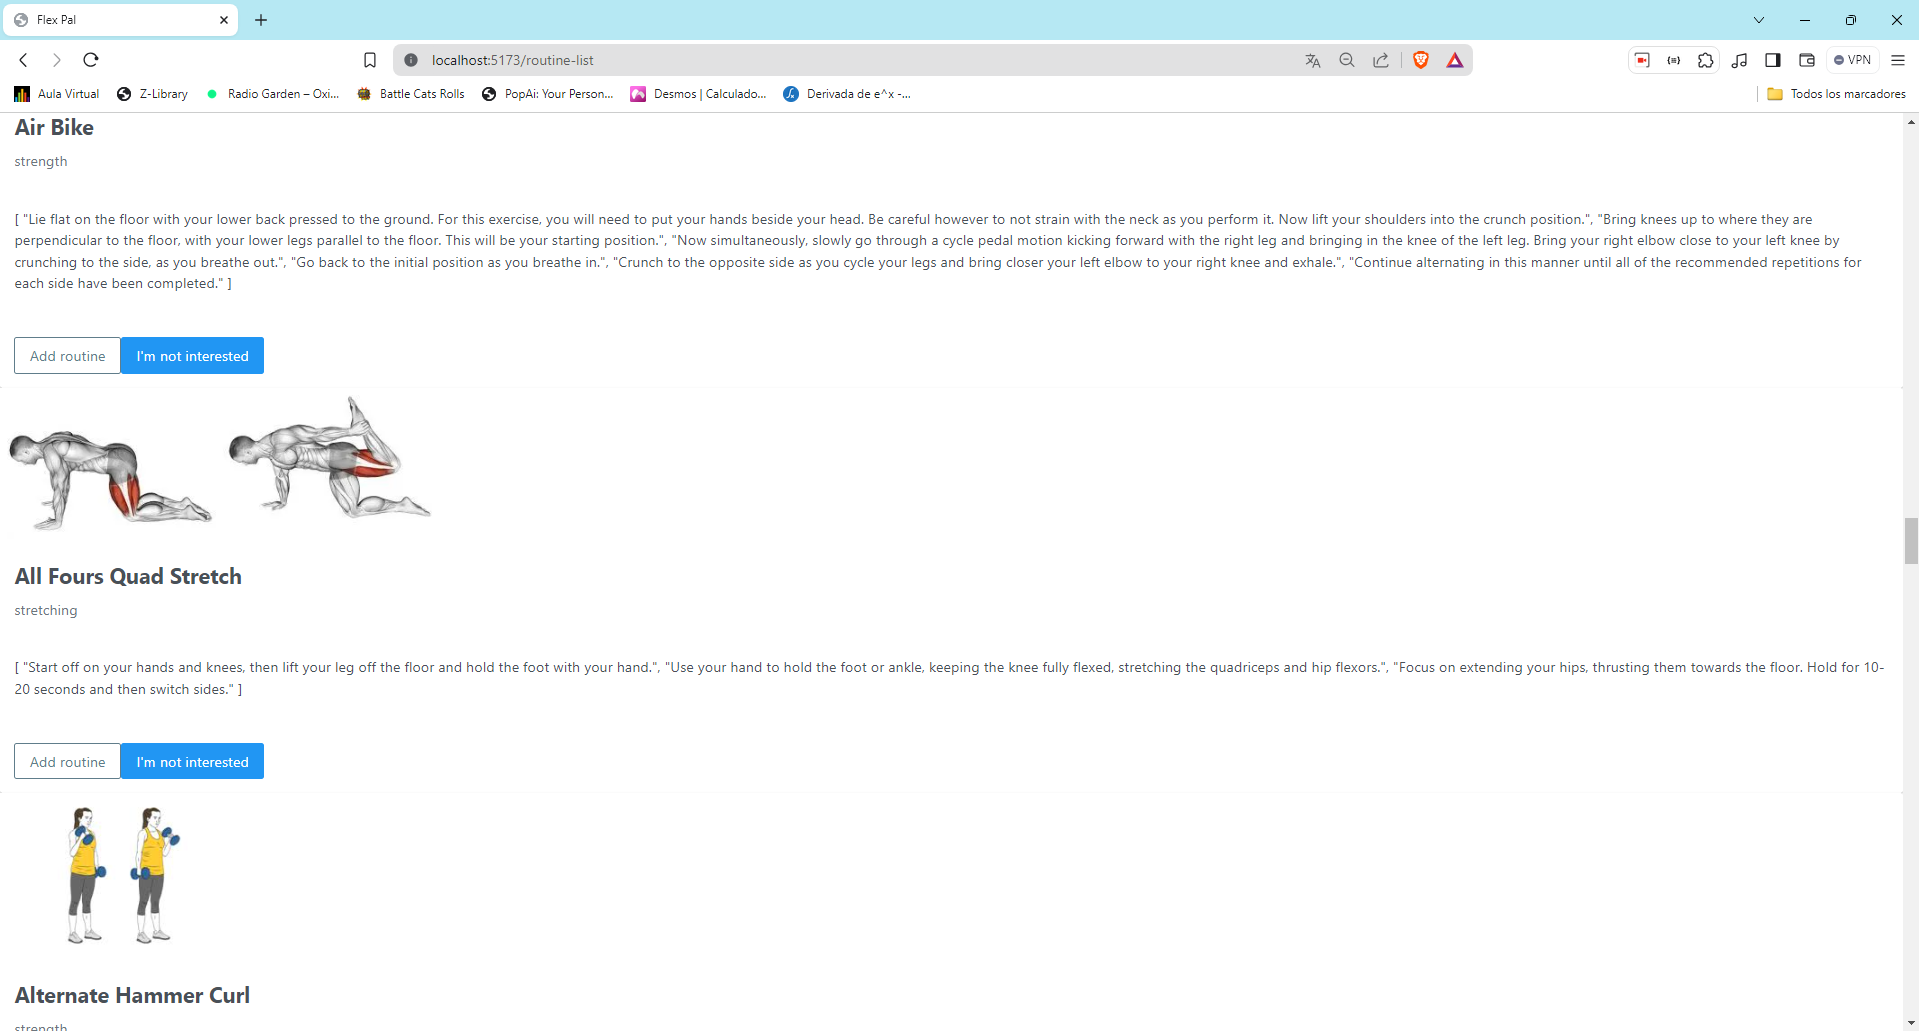 Flex Pal
localhost:5173/routine-list
VPN
Aula Virtual
Z-Library
Radio Garden – Oxi...
Battle Cats Rolls
PopAi: Your Person...
Desmos | Calculado...
Derivada de e^x -...
Todos los marcadores
Air Bike
strength
[ "Lie flat on the floor with your lower back pressed to the ground. For this exercise, you will need to put your hands beside your head. Be careful however to not strain with the neck as you perform it. Now lift your shoulders into the crunch position.", "Bring knees up to where they are
perpendicular to the floor, with your lower legs parallel to the floor. This will be your starting position.", "Now simultaneously, slowly go through a cycle pedal motion kicking forward with the right leg and bringing in the knee of the left leg. Bring your right elbow close to your left knee by
crunching to the side, as you breathe out.", "Go back to the initial position as you breathe in.", "Crunch to the opposite side as you cycle your legs and bring closer your left elbow to your right knee and exhale.", "Continue alternating in this manner until all of the recommended repetitions for
each side have been completed." ]
Add routine
I'm not interested
All Fours Quad Stretch
stretching
[ "Start off on your hands and knees, then lift your leg off the floor and hold the foot with your hand.", "Use your hand to hold the foot or ankle, keeping the knee fully flexed, stretching the quadriceps and hip flexors.", "Focus on extending your hips, thrusting them towards the floor. Hold for 10-
20 seconds and then switch sides." ]
Add routine
I'm not interested
Alternate Hammer Curl
strength